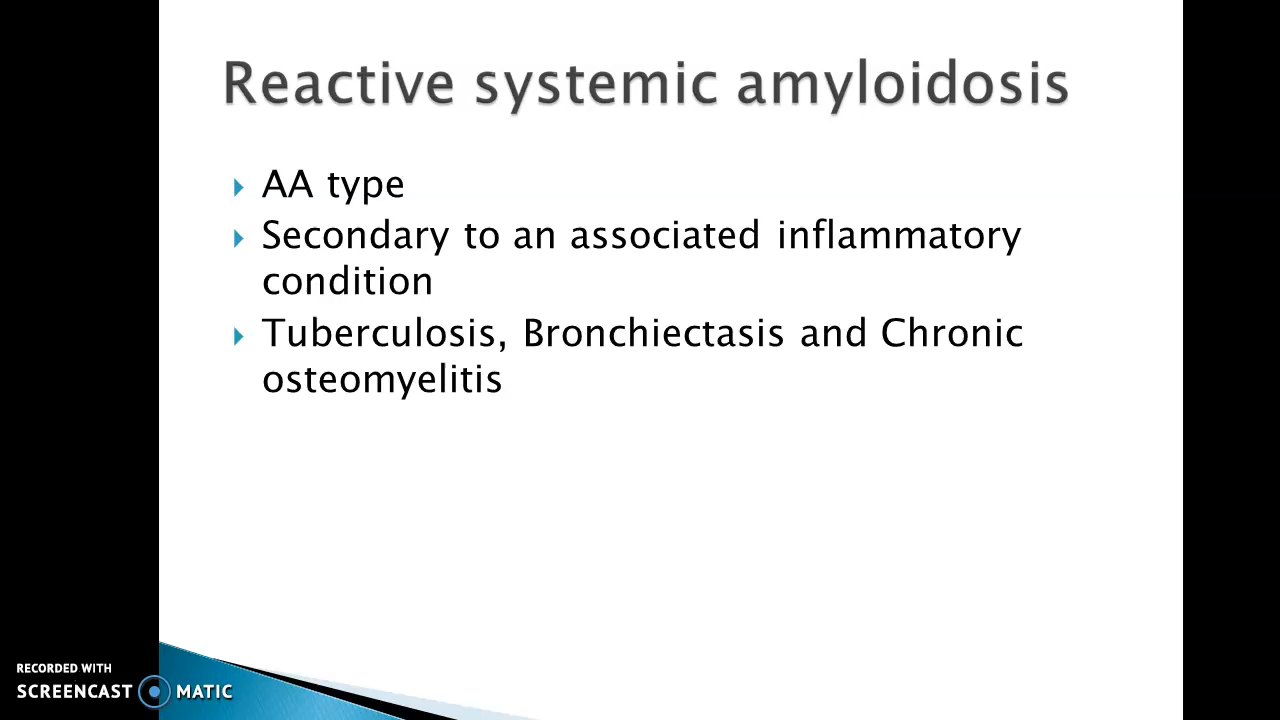 Reactive systemic amyloidosis
AA type
Secondary to an associated inflammatory
condition
Tuberculosis, Bronchiectasis and Chronic
osteomyelitis
RECORDED WITH
SCREENCAST MATIC